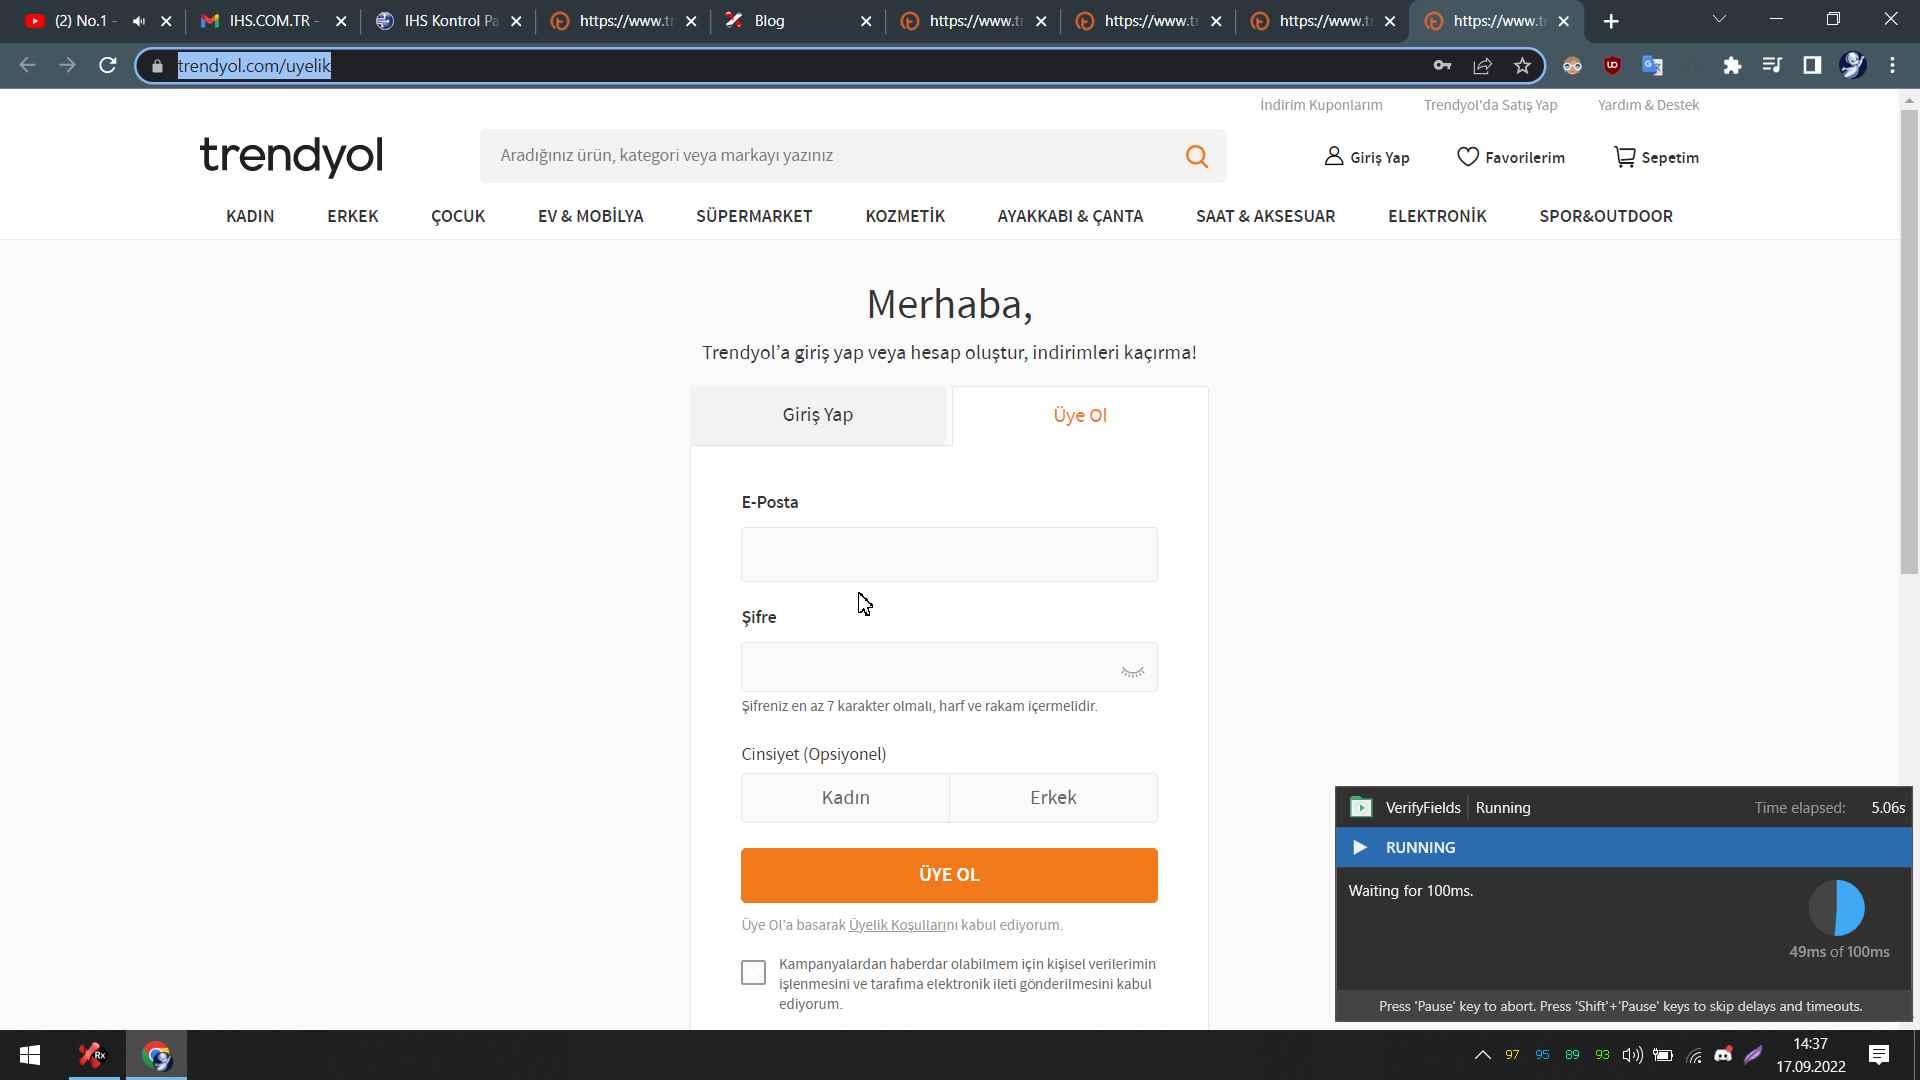 (2) No.1 -
IHS.COM.TR -
IHS Kontrol Pa
https://www.t
Blog
https://www.t
https://www.t
https://www.t
https://www.t
trendyol.com/uyelik
İndirim Kuponlarım
Trendyol'da Satış Yap
Yardım & Destek
trendyol
Aradığınız ürün, kategori veya markayı yazınız
Giriş Yap
Favorilerim
Sepetim
KADIN
ERKEK
ÇOCUK
EV & MOBİLYA
SÜPERMARKET
KOZMETİK
AYAKKABI & ÇANTA
SAAT & AKSESUAR
ELEKTRONİK
SPOR&OUTDOOR
Merhaba,
Trendyol’a giriş yap veya hesap oluştur, indirimleri kaçırma!
Giriş Yap
Üye Ol
E-Posta
Şifre
Şifreniz en az 7 karakter olmalı, harf ve rakam içermelidir.
Cinsiyet (Opsiyonel)
Kadın
Erkek
ÜYE OL
Üye Ol’a basarak Üyelik Koşullarını kabul ediyorum.
Kampanyalardan haberdar olabilmem için kişisel verilerimin
işlenmesini ve tarafıma elektronik ileti gönderilmesini kabul
ediyorum.
VerifyFields
Running
Time elapsed:
5.06s
RUNNING
Waiting for 100ms.
49ms of 100ms
Press 'Pause' key to abort. Press 'Shift'+'Pause' keys to skip delays and timeouts.
Rx
97
95
89
93
14:37
17.09.2022